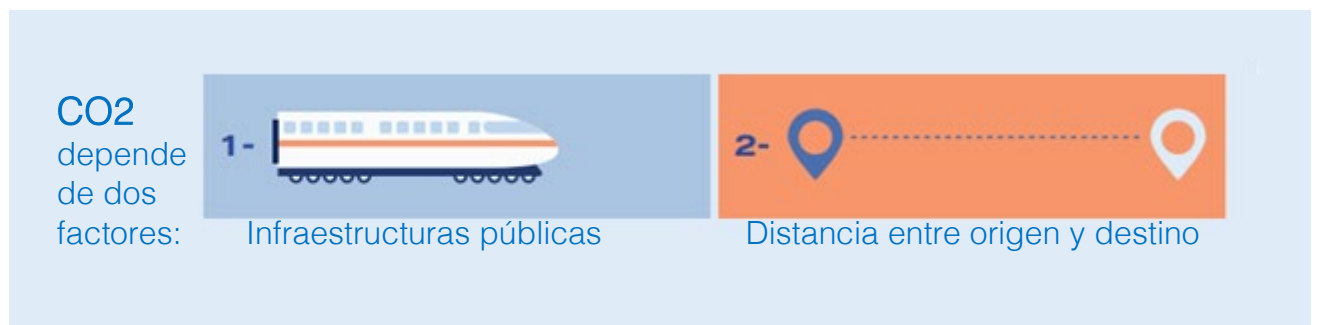 CO2
depende
de dos
factores:
1-
Infraestructuras públicas
2-
Distancia entre origen y destino